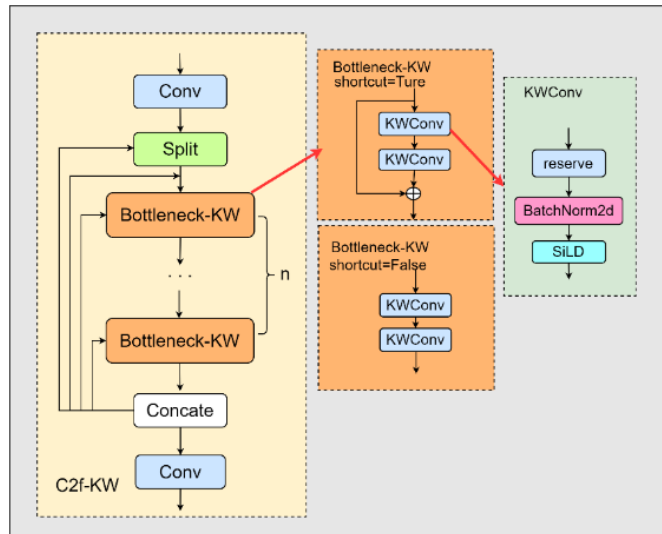 Conv
Split
Bottleneck-KW
. . .
n
Bottleneck-KW
Concate
Conv
C2f-KW
Bottleneck-KW
shortcut=Ture
KWConv
KWConv
Bottleneck-KW
shortcut=False
KWConv
KWConv
KWConv
reserve
BatchNorm2d
SiLD